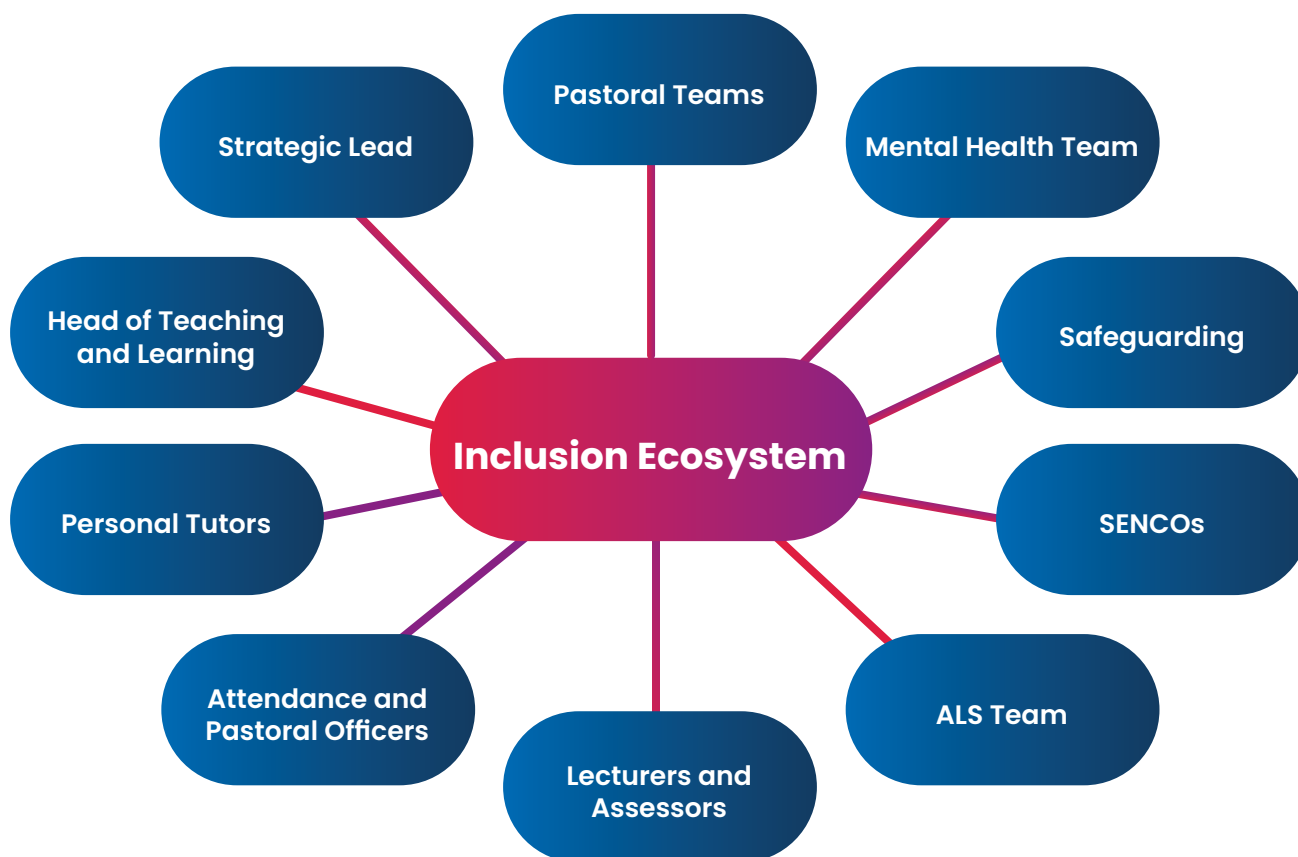 Pastoral Teams
Strategic Lead
Mental Health Team
Head of Teaching
and Learning
Safeguarding
Inclusion Ecosystem
Personal Tutors
SENCOs
Attendance and
Pastoral Officers
ALS Team
Lecturers and
Assessors